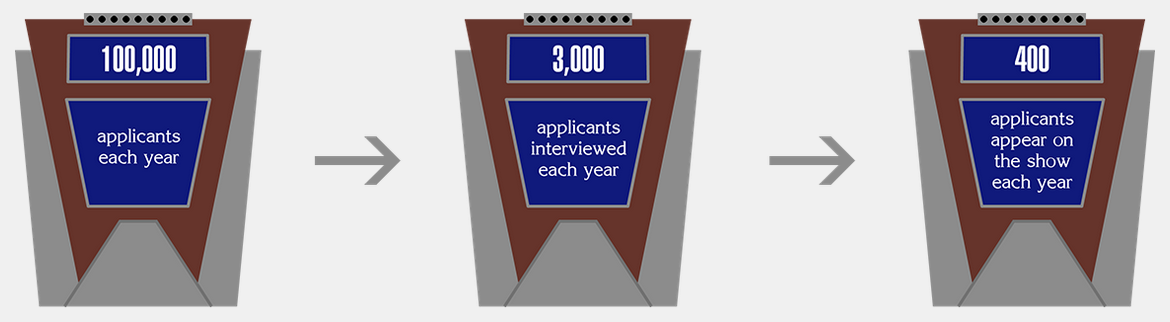 100,000
applicants
each year
3,000
applicants
interviewed
each year
400
applicants
appear on
the show
each year